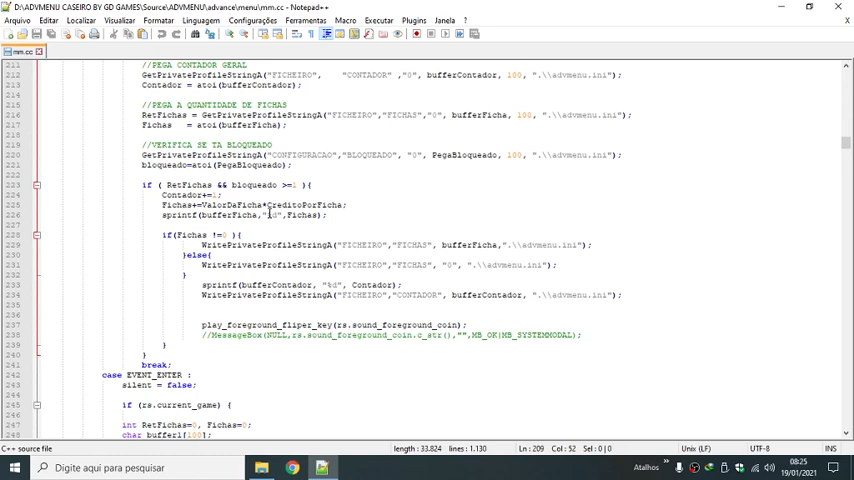 D:\ADVMENU CASEIRO BY GD GAMES\Source\ADVMENU\advance\menu\mm.cc - Notepad++
Arquivo Editar Localizar Visualizar Formatar Linguagem Configurações Ferramentas Macro Executar Plugins Janela ?
mm.cc
211 //PEGA CONTADOR GERAL
212 GetPrivateProfileStringA("FICHEIRO", "CONTADOR" ,"0", bufferContador, 100, ".\\advmenu.ini");
213 Contador = atoi(bufferContador);
214
215 //PEGA A QUANTIDADE DE FICHAS
216 RetFichas = GetPrivateProfileStringA("FICHEIRO","FICHAS","0", bufferFicha, 100, ".\\advmenu.ini");
217 Fichas = atoi(bufferFicha);
218
219 //VERIFICA SE TA BLOQUEADO
220 GetPrivateProfileStringA("CONFIGURACAO","BLOQUEADO", "0", PegaBloqueado, 100, ".\\advmenu.ini");
221 bloqueado=atoi(PegaBloqueado);
222
223 if ( RetFichas && bloqueado >=1 ){
224 Contador+=1;
225 Fichas+=ValorDaFicha*CreditoPorFicha;
226 sprintf(bufferFicha,"%d",Fichas);
227
228 if(Fichas !=0 ){
229 WritePrivateProfileStringA("FICHEIRO","FICHAS", bufferFicha,".\\advmenu.ini");
230 }else{
231 WritePrivateProfileStringA("FICHEIRO","FICHAS", "0", ".\\advmenu.ini");
232 }
233 sprintf(bufferContador, "%d", Contador);
234 WritePrivateProfileStringA("FICHEIRO","CONTADOR", bufferContador, ".\\advmenu.ini");
235
236
237 play_foreground_fliper_key(rs.sound_foreground_coin);
238 //MessageBox(NULL,rs.sound_foreground_coin.c_str(),"",MB_OK|MB_SYSTEMMODAL);
239 }
240 }
241 break;
242 case EVENT_ENTER :
243 silent = false;
244
245 if (rs.current_game) {
246
247 int RetFichas=0, Fichas=0;
248 char buffer1[100];
C++ source file length : 33.824 lines : 1.130 Ln : 209 Col : 52 Sel : 0 | 0 Unix (LF) UTF-8 INS
Digite aqui para pesquisar
Atalhos
08:25
19/01/2021